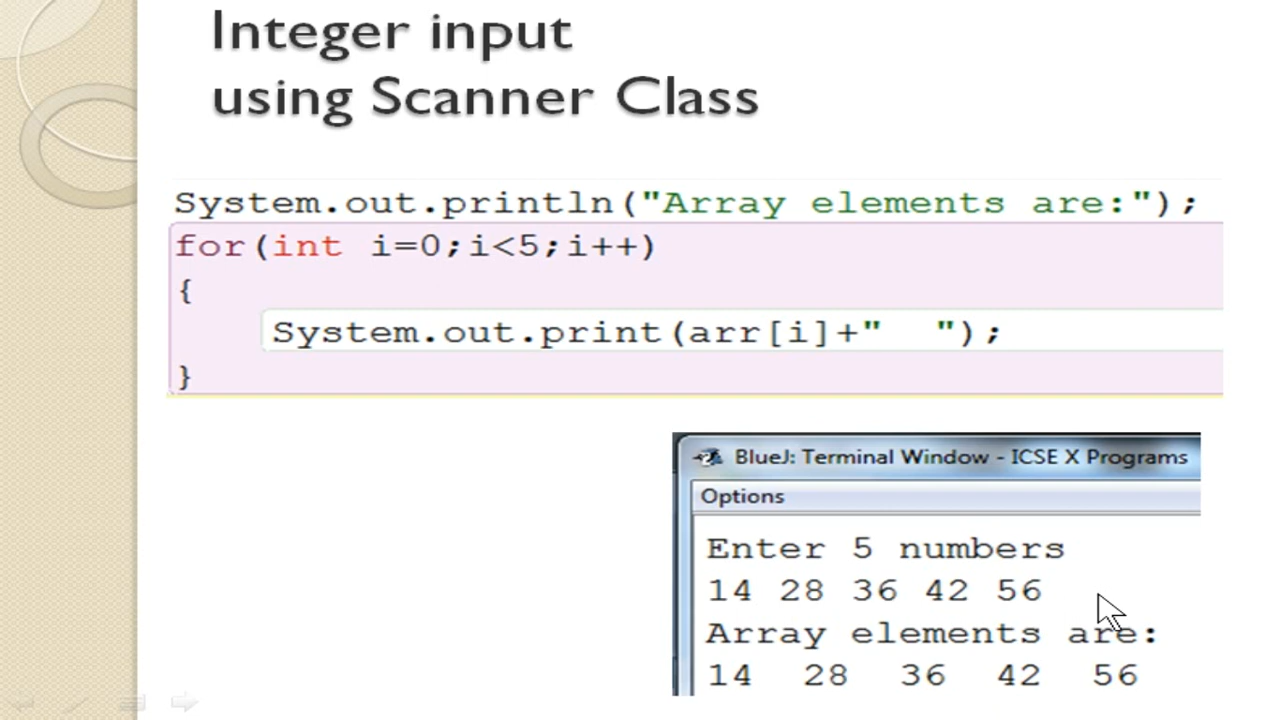 Integer input
using Scanner Class
System.out.println("Array elements are:");
for(int i=0;i<5;i++)
{
System.out.print(arr[i]+"  ");
}
BlueJ: Terminal Window - ICSE X Programs
Options
Enter 5 numbers
14 28 36 42 56
Array elements are:
14  28  36  42  56